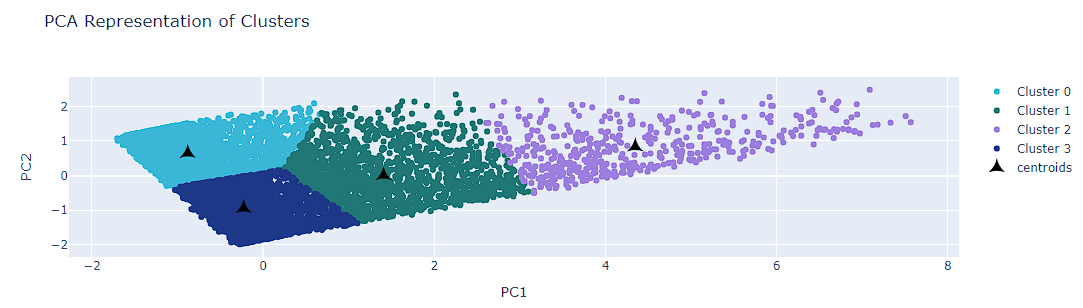 PCA Representation of Clusters
PC2
2
1
0
−1
−2
−2
0
2
4
6
8
PC1
Cluster 0
Cluster 1
Cluster 2
Cluster 3
centroids